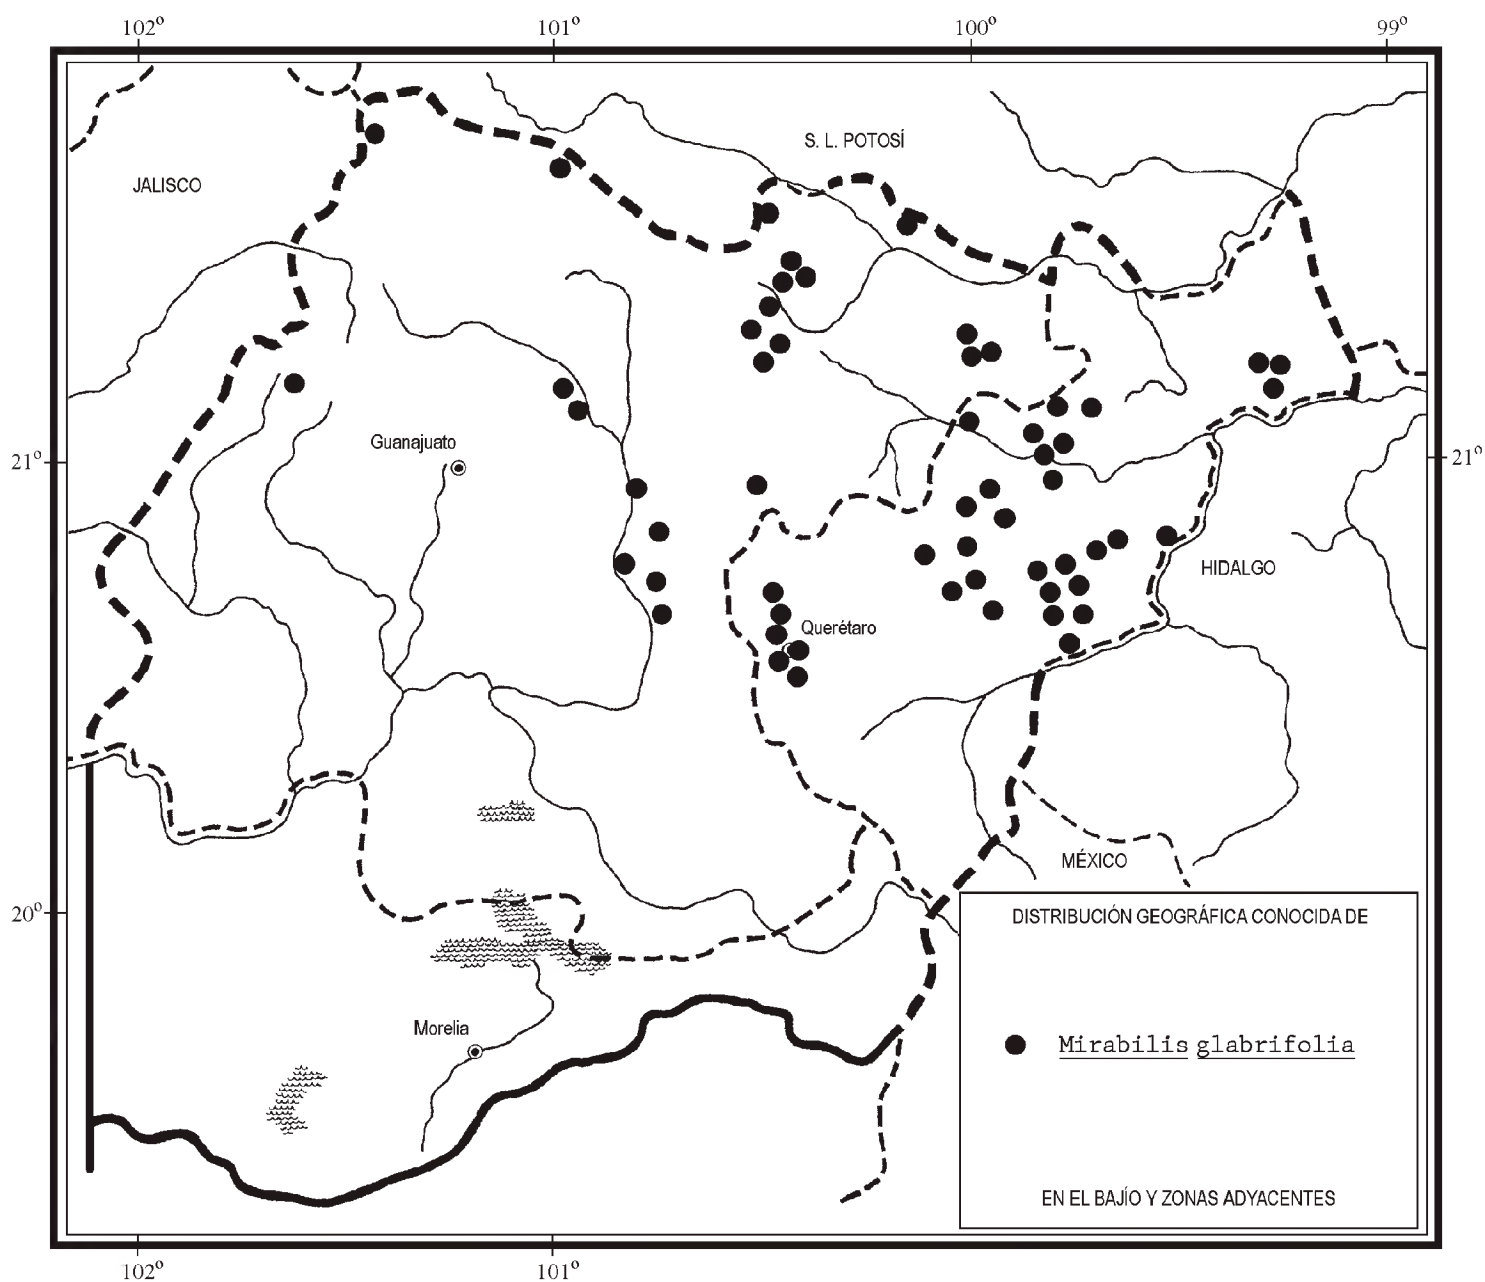 102º 101º 100º 99º
S. L. POTOSÍ
JALISCO
Guanajuato
21º 21º
HIDALGO
Querétaro
MÉXICO
20º
DISTRIBUCIÓN GEOGRÁFICA CONOCIDA DE
Morelia
Mirabilis glabrifolia
EN EL BAJÍO Y ZONAS ADYACENTES
102º 101º